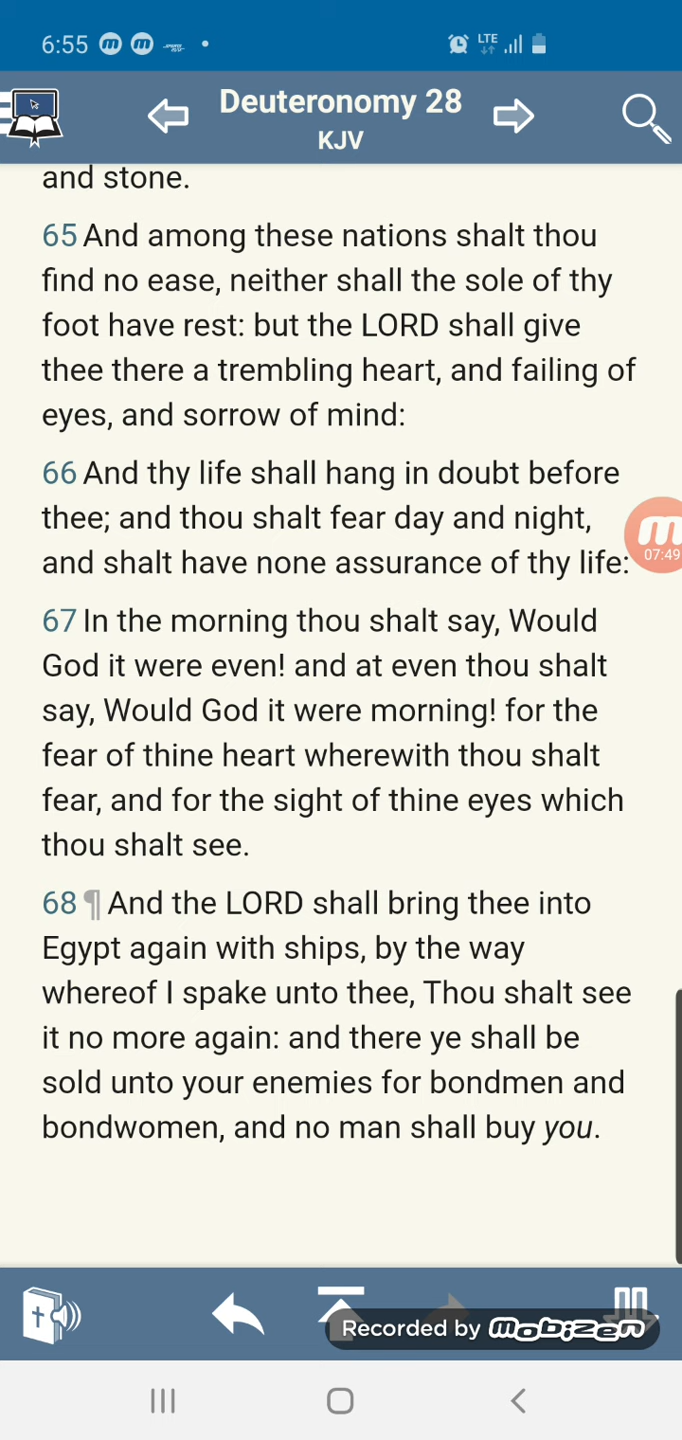 6:55
LTE
Deuteronomy 28
KJV
and stone.
65 And among these nations shalt thou
find no ease, neither shall the sole of thy
foot have rest: but the LORD shall give
thee there a trembling heart, and failing of
eyes, and sorrow of mind:
66 And thy life shall hang in doubt before
thee; and thou shalt fear day and night,
and shalt have none assurance of thy life:
m
07:49
67 In the morning thou shalt say, Would
God it were even! and at even thou shalt
say, Would God it were morning! for the
fear of thine heart wherewith thou shalt
fear, and for the sight of thine eyes which
thou shalt see.
68 ¶ And the LORD shall bring thee into
Egypt again with ships, by the way
whereof I spake unto thee, Thou shalt see
it no more again: and there ye shall be
sold unto your enemies for bondmen and
bondwomen, and no man shall buy you.
Recorded by mobizen